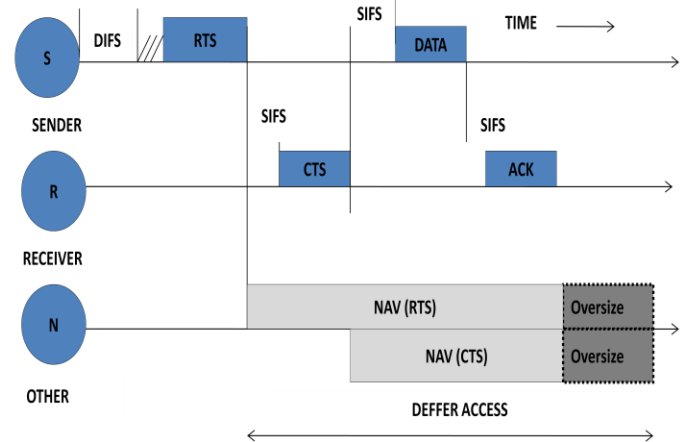 SIFS
TIME
DIFS
RTS
DATA
S
SENDER
SIFS
SIFS
CTS
ACK
R
RECEIVER
NAV (RTS)
Oversize
N
NAV (CTS)
Oversize
OTHER
DEFFER ACCESS